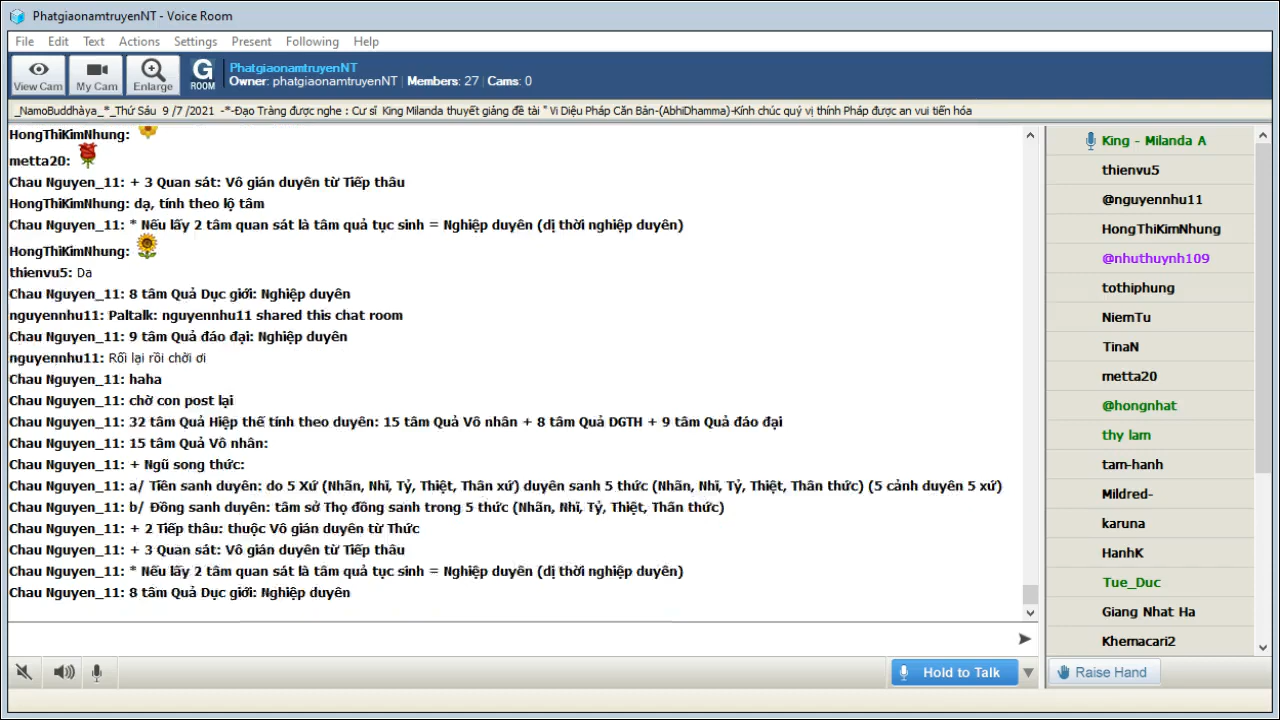 PhatgiaonamtruyenNT - Voice Room
File Edit Text Actions Settings Present Following Help
View Cam
My Cam
Enlarge
G ROOM
PhatgiaonamtruyenNT
Owner: phatgiaonamtruyenNT | Members: 27 | Cams: 0
_NamoBuddhàya_*_Thứ Sáu 9 /7 /2021 -*-Đạo Tràng được nghe : Cư sĩ King Milanda thuyết giảng đề tài " Vi Diệu Pháp Căn Bản-(AbhiDhamma)-Kính chúc quý vị thính Pháp được an vui tiến hóa
HongThiKimNhung:
metta20:
Chau Nguyen_11: + 3 Quan sát: Vô gián duyên từ Tiếp thâu
HongThiKimNhung: dạ, tính theo lộ tâm
Chau Nguyen_11: * Nếu lấy 2 tâm quan sát là tâm quả tục sinh = Nghiệp duyên (dị thời nghiệp duyên)
HongThiKimNhung:
thienvu5: Da
Chau Nguyen_11: 8 tâm Quả Dục giới: Nghiệp duyên
nguyennhu11: Paltalk: nguyennhu11 shared this chat room
Chau Nguyen_11: 9 tâm Quả đáo đại: Nghiệp duyên
nguyennhu11: Rối lại rồi chời ơi
Chau Nguyen_11: haha
Chau Nguyen_11: chờ con post lại
Chau Nguyen_11: 32 tâm Quả Hiệp thế tính theo duyên: 15 tâm Quả Vô nhân + 8 tâm Quả DGTH + 9 tâm Quả đáo đại
Chau Nguyen_11: 15 tâm Quả Vô nhân:
Chau Nguyen_11: + Ngũ song thức:
Chau Nguyen_11: a/ Tiền sanh duyên: do 5 Xứ (Nhãn, Nhĩ, Tỷ, Thiệt, Thân xứ) duyên sanh 5 thức (Nhãn, Nhĩ, Tỷ, Thiệt, Thân thức) (5 cảnh duyên 5 xứ)
Chau Nguyen_11: b/ Đồng sanh duyên: tâm sở Thọ đồng sanh trong 5 thức (Nhãn, Nhĩ, Tỷ, Thiệt, Thân thức)
Chau Nguyen_11: + 2 Tiếp thâu: thuộc Vô gián duyên từ Thức
Chau Nguyen_11: + 3 Quan sát: Vô gián duyên từ Tiếp thâu
Chau Nguyen_11: * Nếu lấy 2 tâm quan sát là tâm quả tục sinh = Nghiệp duyên (dị thời nghiệp duyên)
Chau Nguyen_11: 8 tâm Quả Dục giới: Nghiệp duyên
Hold to Talk
King - Milanda A
thienvu5
@nguyennhu11
HongThiKimNhung
@nhuthuynh109
tothiphung
NiemTu
TinaN
metta20
@hongnhat
thy lam
tam-hanh
Mildred-
karuna
HanhK
Tue_Duc
Giang Nhat Ha
Khemacari2
Raise Hand